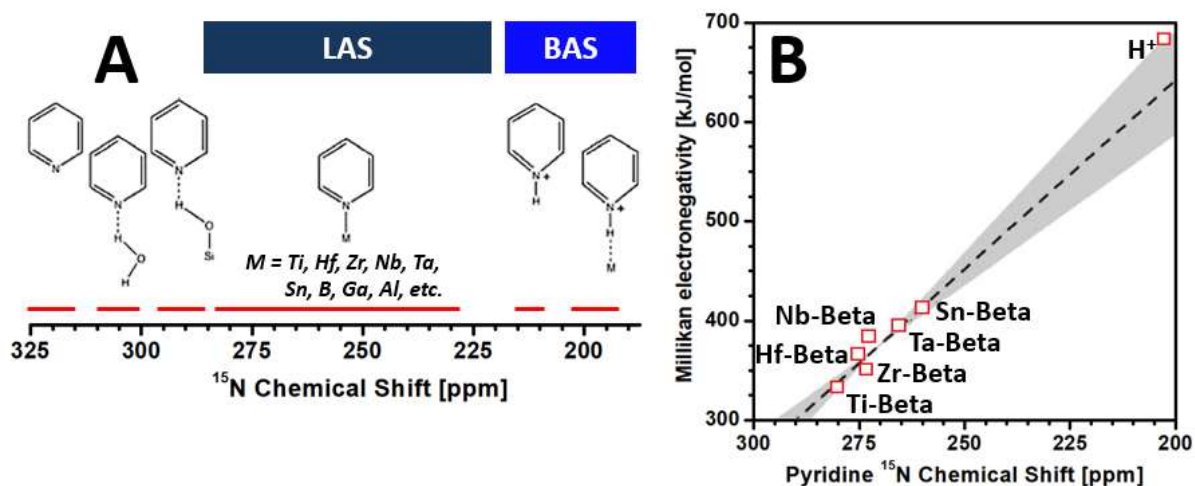 A
LAS
BAS
N
N
H
O
H
N
H
O
Si
N
M
M = Ti, Hf, Zr, Nb, Ta,
Sn, B, Ga, Al, etc.
N+
H
N+
H
M
325 300 275 250 225 200
15N Chemical Shift [ppm]
B
Millikan electronegativity [kJ/mol]
700
600
500
400
300
H+
Nb-Beta
Sn-Beta
Hf-Beta
Ta-Beta
Zr-Beta
Ti-Beta
300 275 250 225 200
Pyridine 15N Chemical Shift [ppm]